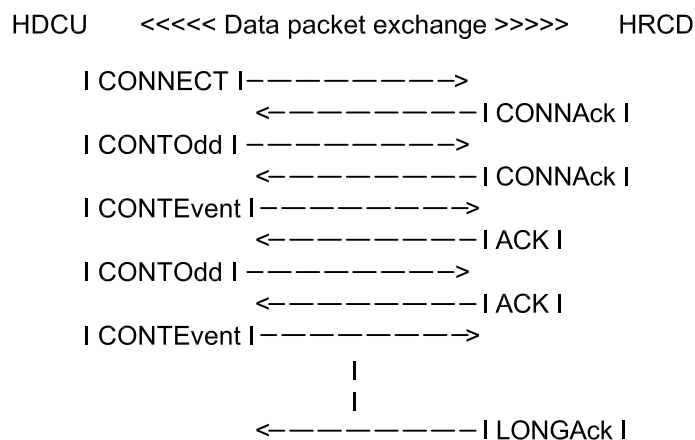 HDCU <<<<< Data packet exchange >>>>> HRCD
I CONNECT I————————>
<————————I CONNAck I
I CONTOdd I————————>
<————————I CONNAck I
I CONTEvent I————————>
<————————I ACK I
I CONTOdd I————————>
<————————I ACK I
I CONTEvent I————————>
I
I
<————————I LONGAck I